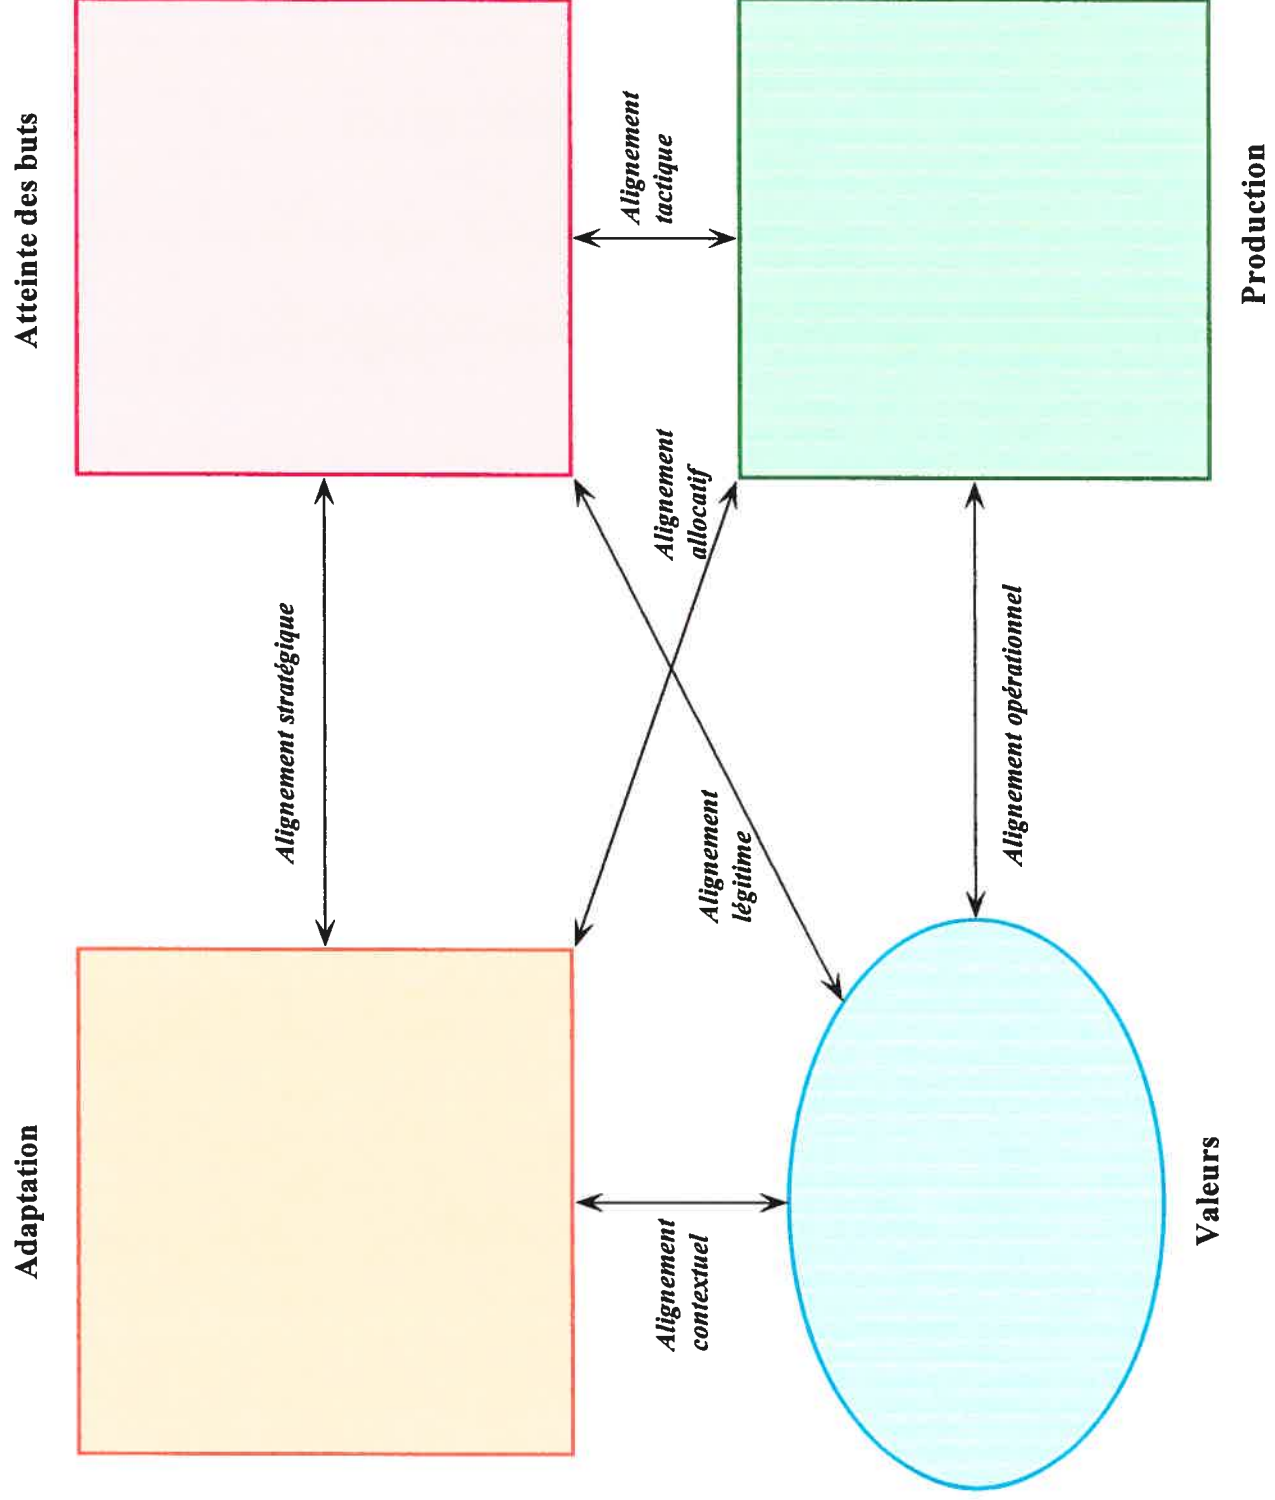 Adaptation
Atteinte des buts
Alignement stratégique
Alignement
contextuel
Alignement
légitime
Alignement
allocatif
Alignement
tactique
Alignement opérationnel
Valeurs
Production